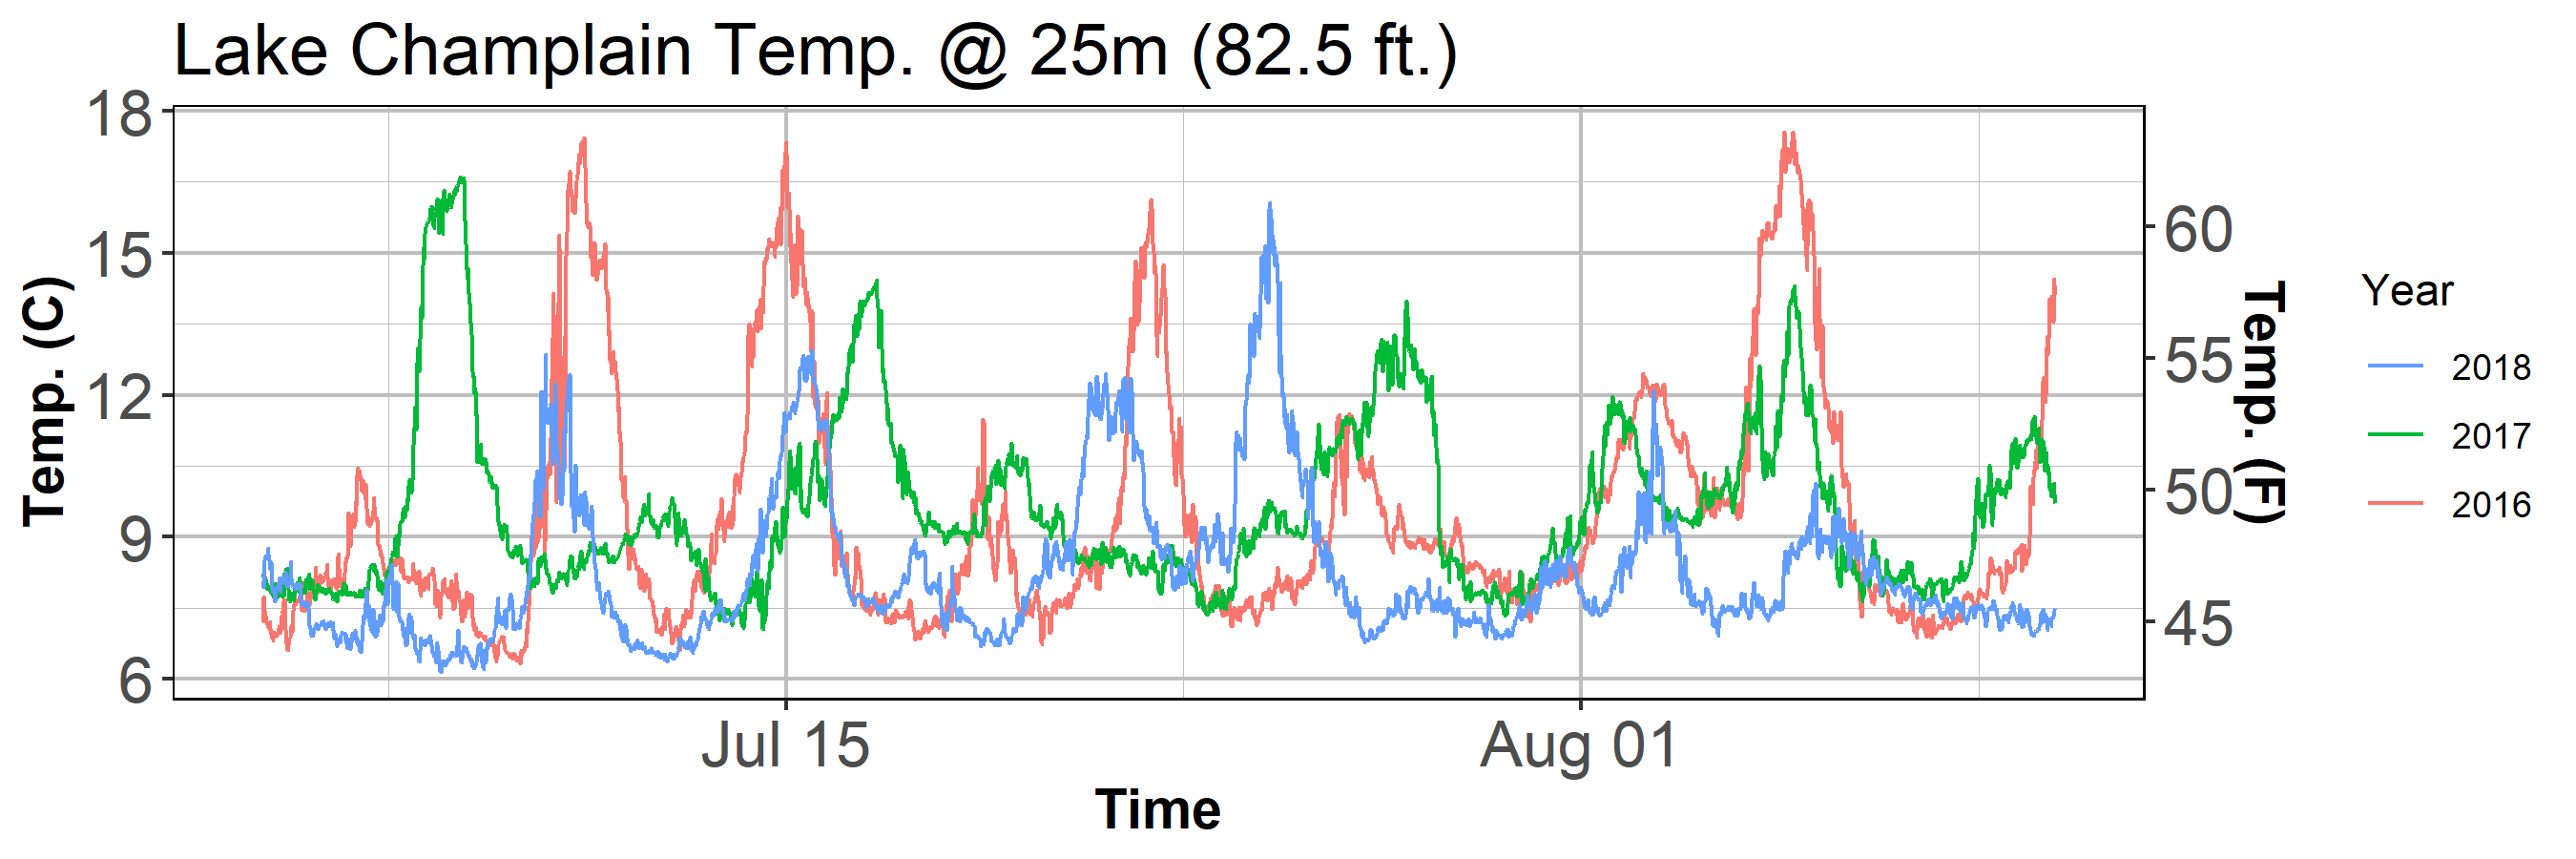 Lake Champlain Temp. @ 25m (82.5 ft.)
18
15
12
9
6
Temp. (C)
60
55
50
45
Temp. (F)
Jul 15
Aug 01
Time
Year
2018
2017
2016